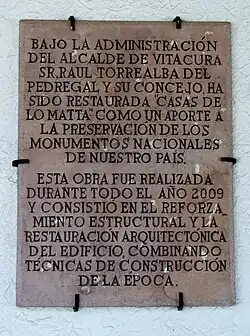 BAJO LA ADMINISTRACIÓN
DEL ALCALDE DE VITACURA
SR. RAUL TORREALBA DEL
PEDREGAL Y SU CONCEJO, HA
SIDO RESTAURADA "CASAS DE
LO MATTA" COMO UN APORTE A
LA PRESERVACIÓN DE LOS
MONUMENTOS NACIONALES
DE NUESTRO PAÍS.
ESTA OBRA FUE REALIZADA
DURANTE TODO EL AÑO 2009
Y CONSISTIÓ EN EL REFORZA_
MIENTO ESTRUCTURAL Y LA
RESTAURACIÓN ARQUITECTÓNICA
DEL EDIFICIO, COMBINANDO
TÉCNICAS DE CONSTRUCCIÓN
DE LA EPOCA.